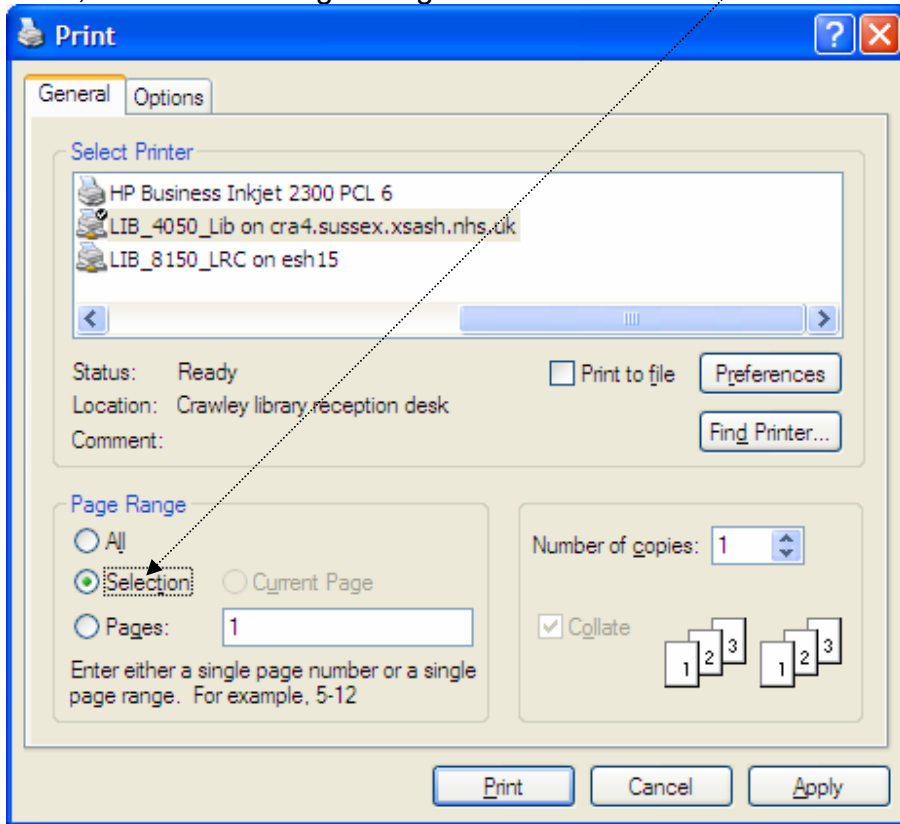 Print
General Options
Select Printer
HP Business Inkjet 2300 PCL 6
LIB_4050_Lib on cra4.sussex.xsash.nhs.uk
LIB_8150_LRC on esh15
Status: Ready
Print to file Preferences
Location: Crawley library reception desk
Comment:
Find Printer...
Page Range
All
Number of copies: 1
Selection Current Page
Pages: 1
Collate
1 2 3 1 2 3
Enter either a single page number or a single
page range. For example, 5-12
Print Cancel Apply